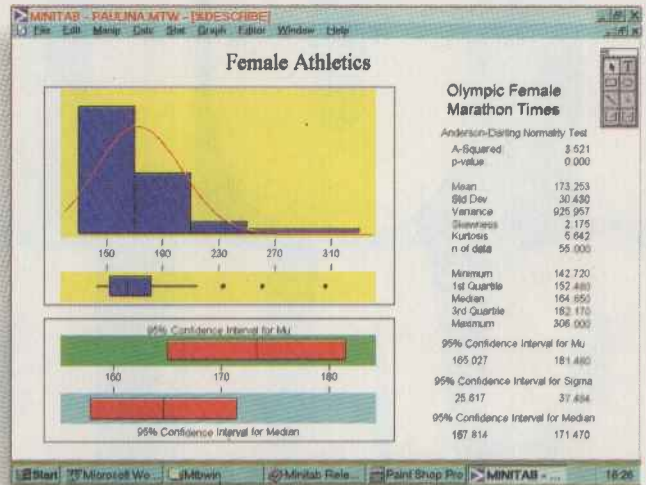 MINITAB - PAULINA.MTW - [%DESCRIBE]
File Edit Manip Calc Stat Graph Editor Window Help
Female Athletics
150 190 230 270 310
95% Confidence Interval for Mu
160 170 180
95% Confidence Interval for Median
Olympic Female
Marathon Times
Anderson-Darling Normality Test
A-Squared 3.521
p-value 0.000
Mean 173.253
Std Dev 30.430
Variance 925.957
Skewness 2.175
Kurtosis 6.642
n of data 55.000
Minimum 142.720
1st Quartile 152.480
Median 164.650
3rd Quartile 182.170
Maximum 306.000
95% Confidence Interval for Mu
165.027 181.480
95% Confidence Interval for Sigma
25.617 37.484
95% Confidence Interval for Median
167.814 171.470
Start Microsoft Wo... Mtbwin Minitab Rele... Paint Shop Pro MINITAB - ... 16:26